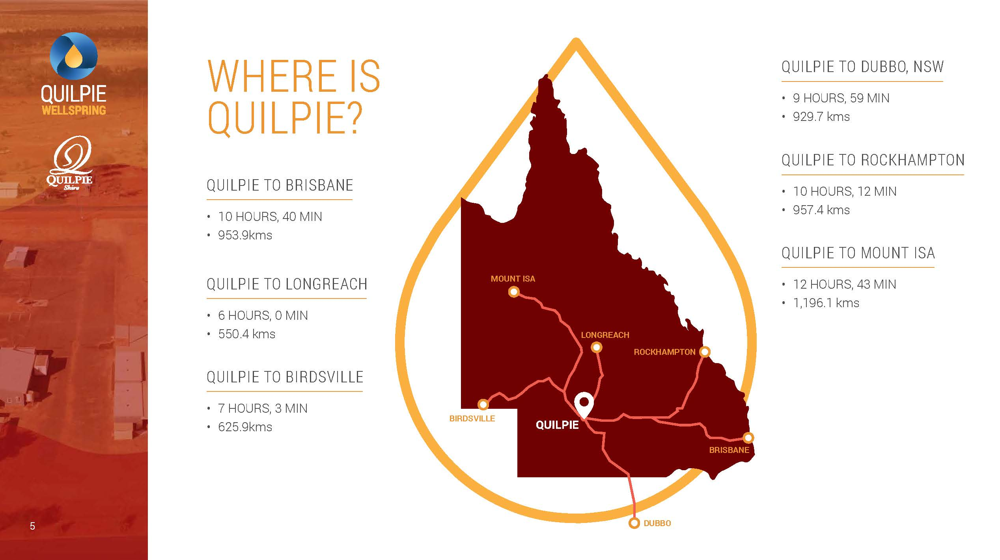 QUILPIE
WELLSPRING
QUILPIE
Shire
5
WHERE IS
QUILPIE?
QUILPIE TO BRISBANE
• 10 HOURS, 40 MIN
• 953.9kms
QUILPIE TO LONGREACH
• 6 HOURS, 0 MIN
• 550.4 kms
QUILPIE TO BIRDSVILLE
• 7 HOURS, 3 MIN
• 625.9kms
MOUNT ISA
LONGREACH
ROCKHAMPTON
BIRDSVILLE
QUILPIE
BRISBANE
DUBBO
QUILPIE TO DUBBO, NSW
• 9 HOURS, 59 MIN
• 929.7 kms
QUILPIE TO ROCKHAMPTON
• 10 HOURS, 12 MIN
• 957.4 kms
QUILPIE TO MOUNT ISA
• 12 HOURS, 43 MIN
• 1,196.1 kms